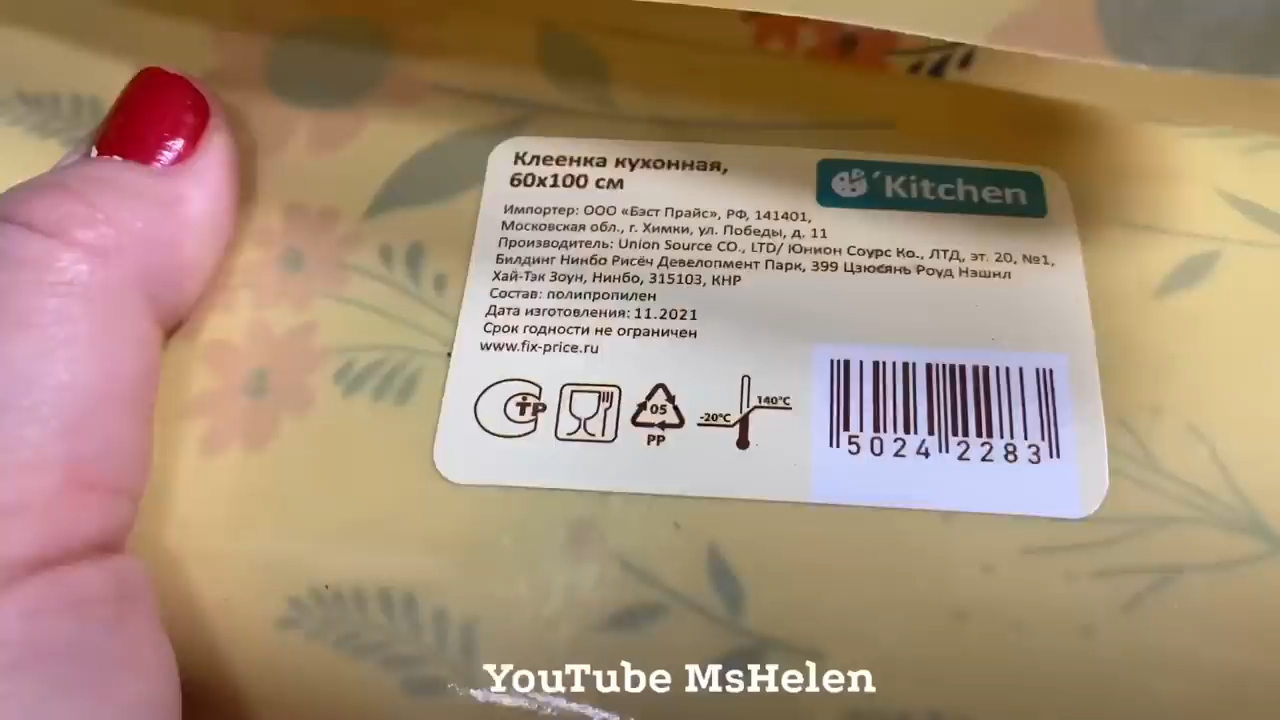 Клеенка кухонная,
60х100 см
´Kitchen
Импортер: ООО «Бэст Прайс», РФ, 141401,
Московская обл., г. Химки, ул. Победы, д. 11
Производитель: Union Source CO., LTD/ Юнион Соурс Ко., ЛТД, эт. 20, №1,
Билдинг Нинбо Рисёч Девелопмент Парк, 399 Цзюсянь Роуд Нэшнл
Хай-Тэк Зоун, Нинбо, 315103, КНР
Состав: полипропилен
Дата изготовления: 11.2021
Срок годности не ограничен
www.fix-price.ru
СТР
05
PP
-20°C
140°C
5024 2283
YouTube MsHelen